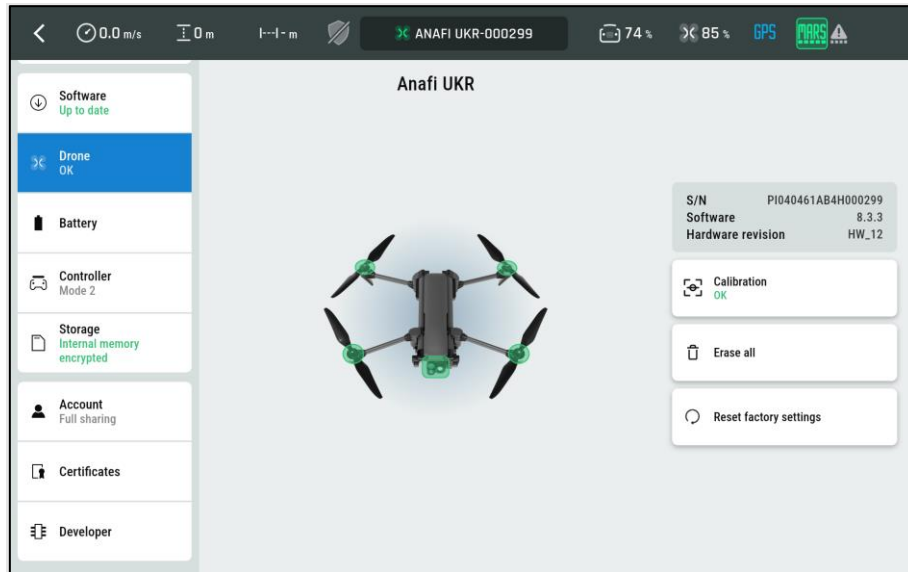 0.0 m/s
0 m
- m
ANAFI UKR-000299
74 %
85 %
GPS
MARS
Software
Up to date
Drone
OK
Battery
Controller
Mode 2
Storage
Internal memory
encrypted
Account
Full sharing
Certificates
Developer
Anafi UKR
S/N PI040461AB4H000299
Software 8.3.3
Hardware revision HW_12
Calibration
OK
Erase all
Reset factory settings